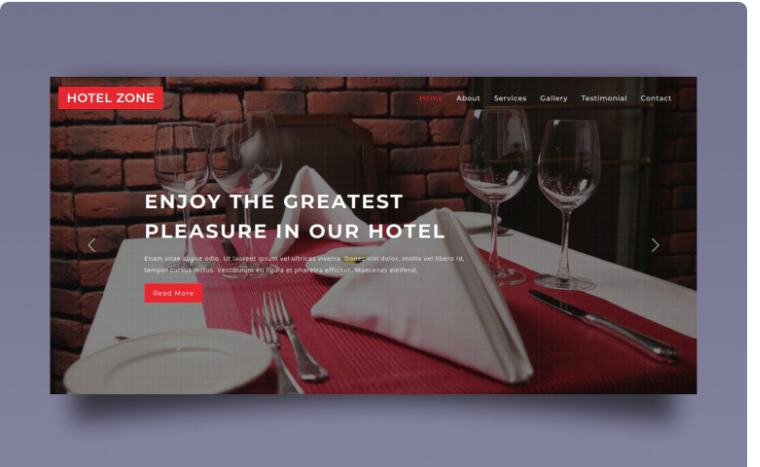 HOTEL ZONE
Home About Services Gallery Testimonial Contact
ENJOY THE GREATEST
PLEASURE IN OUR HOTEL
Etiam vitae augue odio. Ut laoreet ipsum vel ultrices viverra. Donec nisl dolor, mollis vel libero id,
tempor cursus lectus. Vestibulum eu ligula et pharetra efficitur. Maecenas eleifend.
Read More